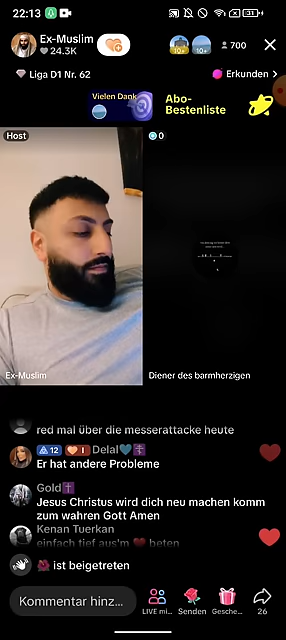 22:13
31
Ex-Muslim
24.3K
10+
10+
700
Liga D1 Nr. 62
Erkunden
Vielen Dank
Abo-
Bestenliste
Host
0
Ex-Muslim
Diener des barmherzigen
red mal über die messerattacke heute
12
1
Delal
Er hat andere Probleme
Gold
Jesus Christus wird dich neu machen komm
zum wahren Gott Amen
Kenan Tuerkan
einfach tief aus'm ❤️ beten...
ist beigetreten
Kommentar hinz...
LIVE mi...
Senden
Gesche...
26